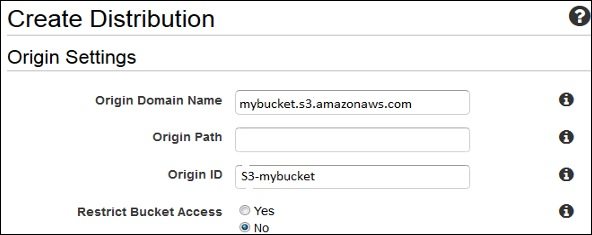 Create Distribution
Origin Settings
Origin Domain Name mybucket.s3.amazonaws.com
Origin Path
Origin ID S3-mybucket
Restrict Bucket Access Yes
No